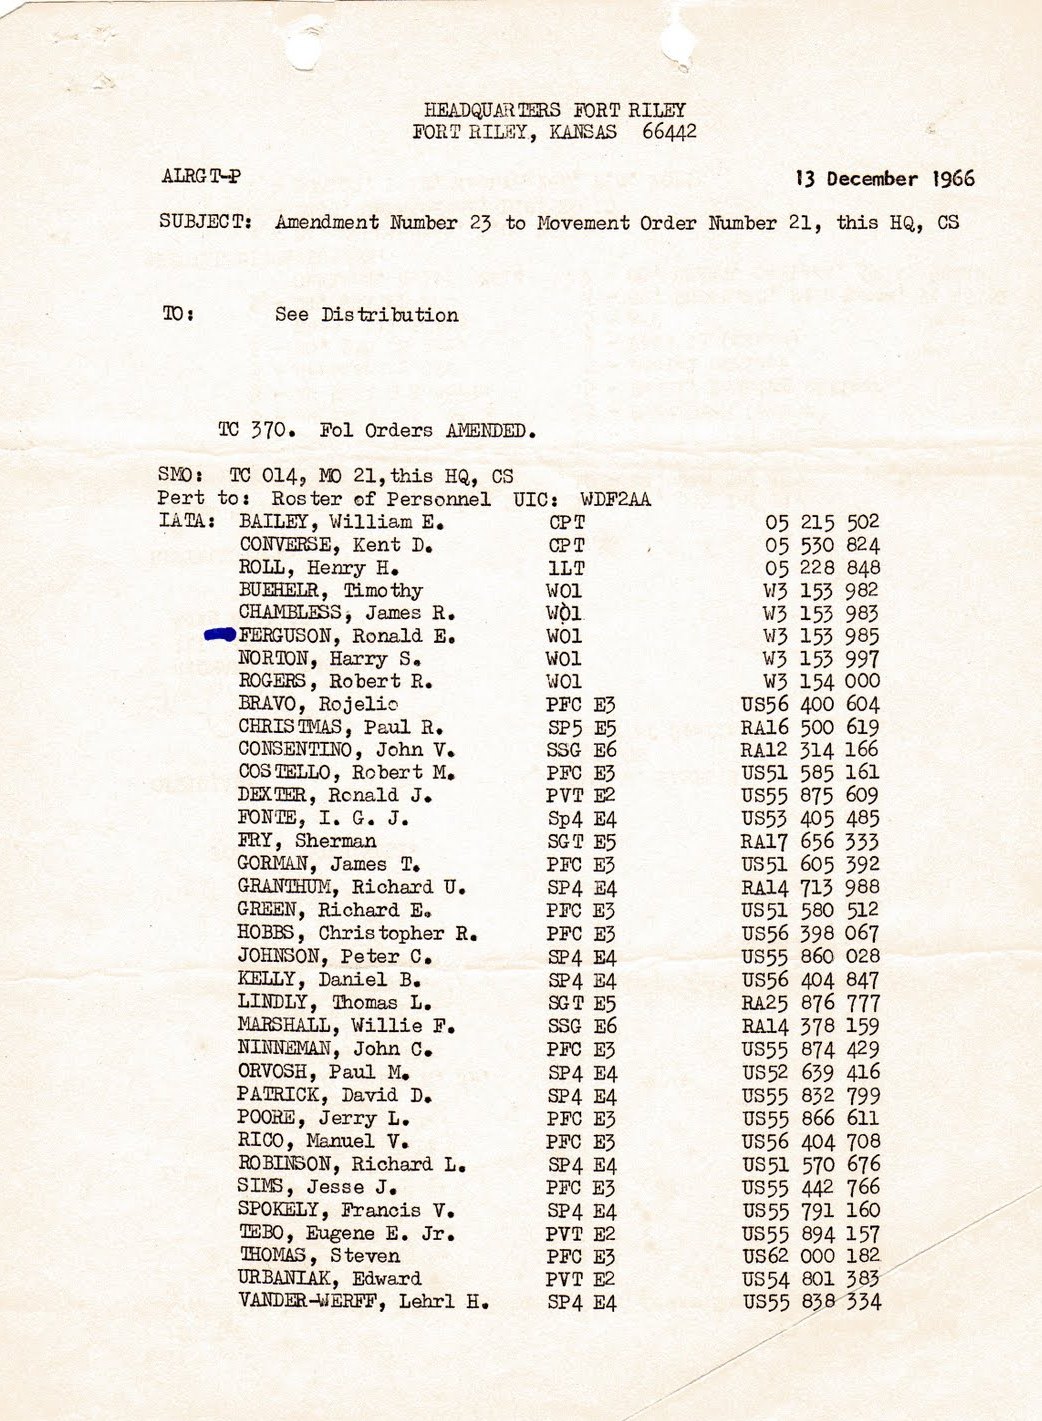 HEADQUARTERS FORT RILEY
FORT RILEY, KANSAS 66442
ALRGT-P 13 December 1966
SUBJECT: Amendment Number 23 to Movement Order Number 21, this HQ, CS
TO: See Distribution
TC 370. Fol Orders AMENDED.
SMO: TC 014, MO 21, this HQ, CS
Pert to: Roster of Personnel UIC: WDF2AA
IATA: BAILEY, William E. CPT 05 215 502
CONVERSE, Kent D. CPT 05 530 824
ROLL, Henry H. 1LT 05 228 848
BUEHELR, Timothy WO1 W3 153 982
CHAMBLESS, James R. WO1 W3 153 983
FERGUSON, Ronald E. WO1 W3 153 985
NORTON, Harry S. WO1 W3 153 997
ROGERS, Robert R. WO1 W3 154 000
BRAVO, Rojelio PFC E3 US56 400 604
CHRISTMAS, Paul R. SP5 E5 RA16 500 619
CONSENTINO, John V. SSG E6 RA12 314 166
COSTELLO, Robert M. PFC E3 US51 585 161
DEXTER, Ronald J. PVT E2 US55 875 609
FONTE, I. G. J. Sp4 E4 US53 405 485
FRY, Sherman SGT E5 RA17 656 333
GORMAN, James T. PFC E3 US51 605 392
GRANTHUM, Richard U. SP4 E4 RA14 713 988
GREEN, Richard E. PFC E3 US51 580 512
HOBBS, Christopher R. PFC E3 US56 398 067
JOHNSON, Peter C. SP4 E4 US55 860 028
KELLY, Daniel B. SP4 E4 US56 404 847
LINDLY, Thomas L. SGT E5 RA25 876 777
MARSHALL, Willie F. SSG E6 RA14 378 159
NINNEMAN, John C. PFC E3 US55 874 429
ORVOSH, Paul M. SP4 E4 US52 639 416
PATRICK, David D. SP4 E4 US55 832 799
POORE, Jerry L. PFC E3 US55 866 611
RICO, Manuel V. PFC E3 US56 404 708
ROBINSON, Richard L. SP4 E4 US51 570 676
SIMS, Jesse J. PFC E3 US55 442 766
SPOKELY, Francis V. SP4 E4 US55 791 160
TEBO, Eugene E. Jr. PVT E2 US55 894 157
THOMAS, Steven PFC E3 US62 000 182
URBANIAK, Edward PVT E2 US54 801 383
VANDER-WERFF, Lehrl H. SP4 E4 US55 838 334